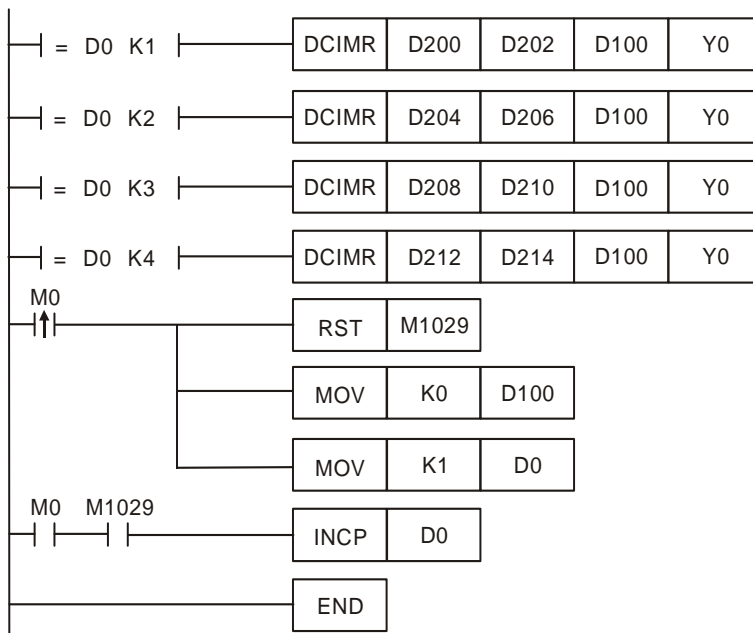 = D0 K1 DCIMR D200 D202 D100 Y0
= D0 K2 DCIMR D204 D206 D100 Y0
= D0 K3 DCIMR D208 D210 D100 Y0
= D0 K4 DCIMR D212 D214 D100 Y0
M0
RST M1029
MOV K0 D100
MOV K1 D0
M0 M1029
INCP D0
END